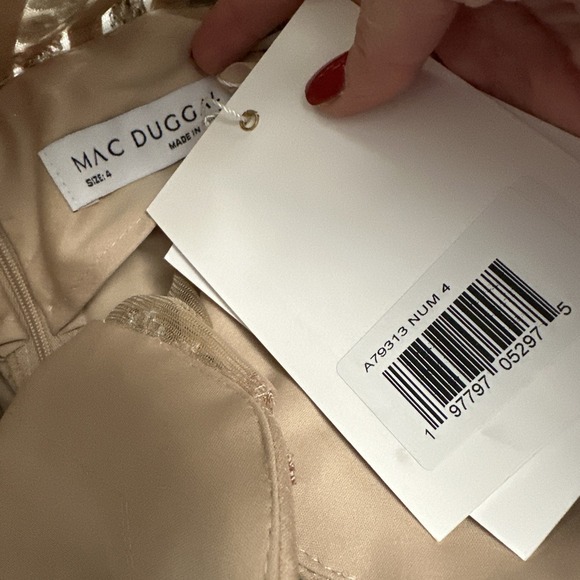 MAC DUGGAL
MADE IN
SIZE: 4
A79313 NUM 4
1 97797 05297 5